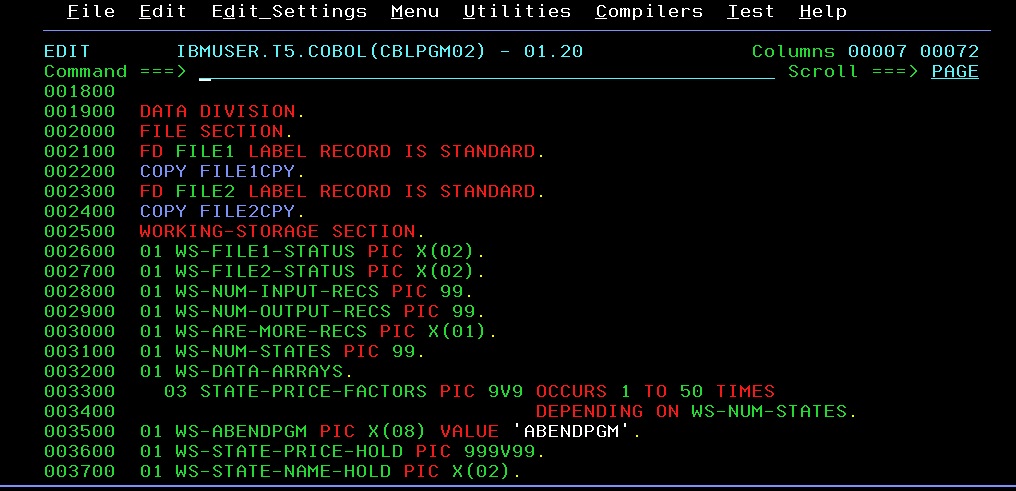 File  Edit  Edit_Settings  Menu  Utilities  Compilers  Test  Help
EDIT       IBMUSER.T5.COBOL(CBLPGM02) - 01.20              Columns 00007 00072
Command ===>                                                  Scroll ===> PAGE
001800
001900  DATA DIVISION.
002000  FILE SECTION.
002100  FD FILE1 LABEL RECORD IS STANDARD.
002200  COPY FILE1CPY.
002300  FD FILE2 LABEL RECORD IS STANDARD.
002400  COPY FILE2CPY.
002500  WORKING-STORAGE SECTION.
002600  01 WS-FILE1-STATUS PIC X(02).
002700  01 WS-FILE2-STATUS PIC X(02).
002800  01 WS-NUM-INPUT-RECS PIC 99.
002900  01 WS-NUM-OUTPUT-RECS PIC 99.
003000  01 WS-ARE-MORE-RECS PIC X(01).
003100  01 WS-NUM-STATES PIC 99.
003200  01 WS-DATA-ARRAYS.
003300    03 STATE-PRICE-FACTORS PIC 9V9 OCCURS 1 TO 50 TIMES
003400                                   DEPENDING ON WS-NUM-STATES.
003500  01 WS-ABENDPGM PIC X(08) VALUE 'ABENDPGM'.
003600  01 WS-STATE-PRICE-HOLD PIC 999V99.
003700  01 WS-STATE-NAME-HOLD PIC X(02).